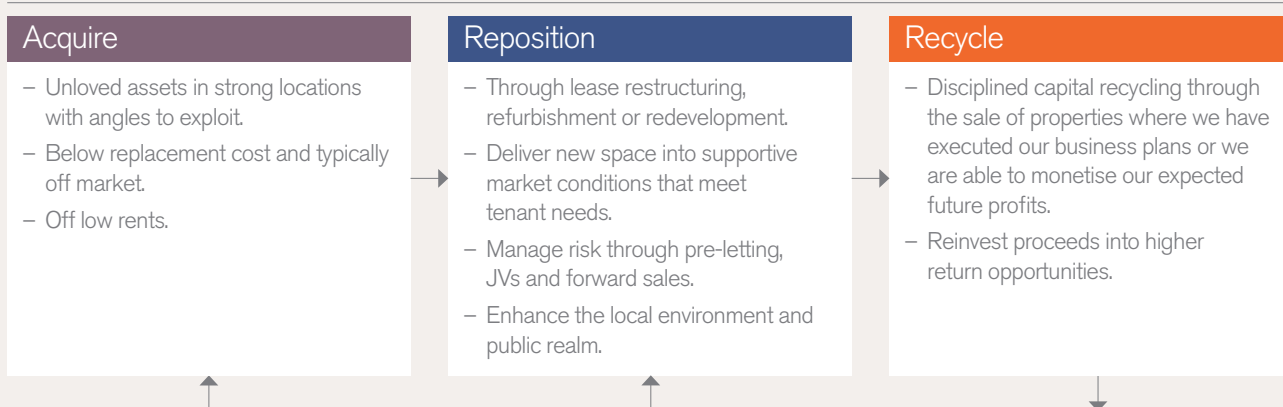 Acquire
– Unloved assets in strong locations
with angles to exploit.
– Below replacement cost and typically
off market.
– Off low rents.
Reposition
– Through lease restructuring,
refurbishment or redevelopment.
– Deliver new space into supportive
market conditions that meet
tenant needs.
– Manage risk through pre-letting,
JVs and forward sales.
– Enhance the local environment and
public realm.
Recycle
– Disciplined capital recycling through
the sale of properties where we have
executed our business plans or we
are able to monetise our expected
future profits.
– Reinvest proceeds into higher
return opportunities.